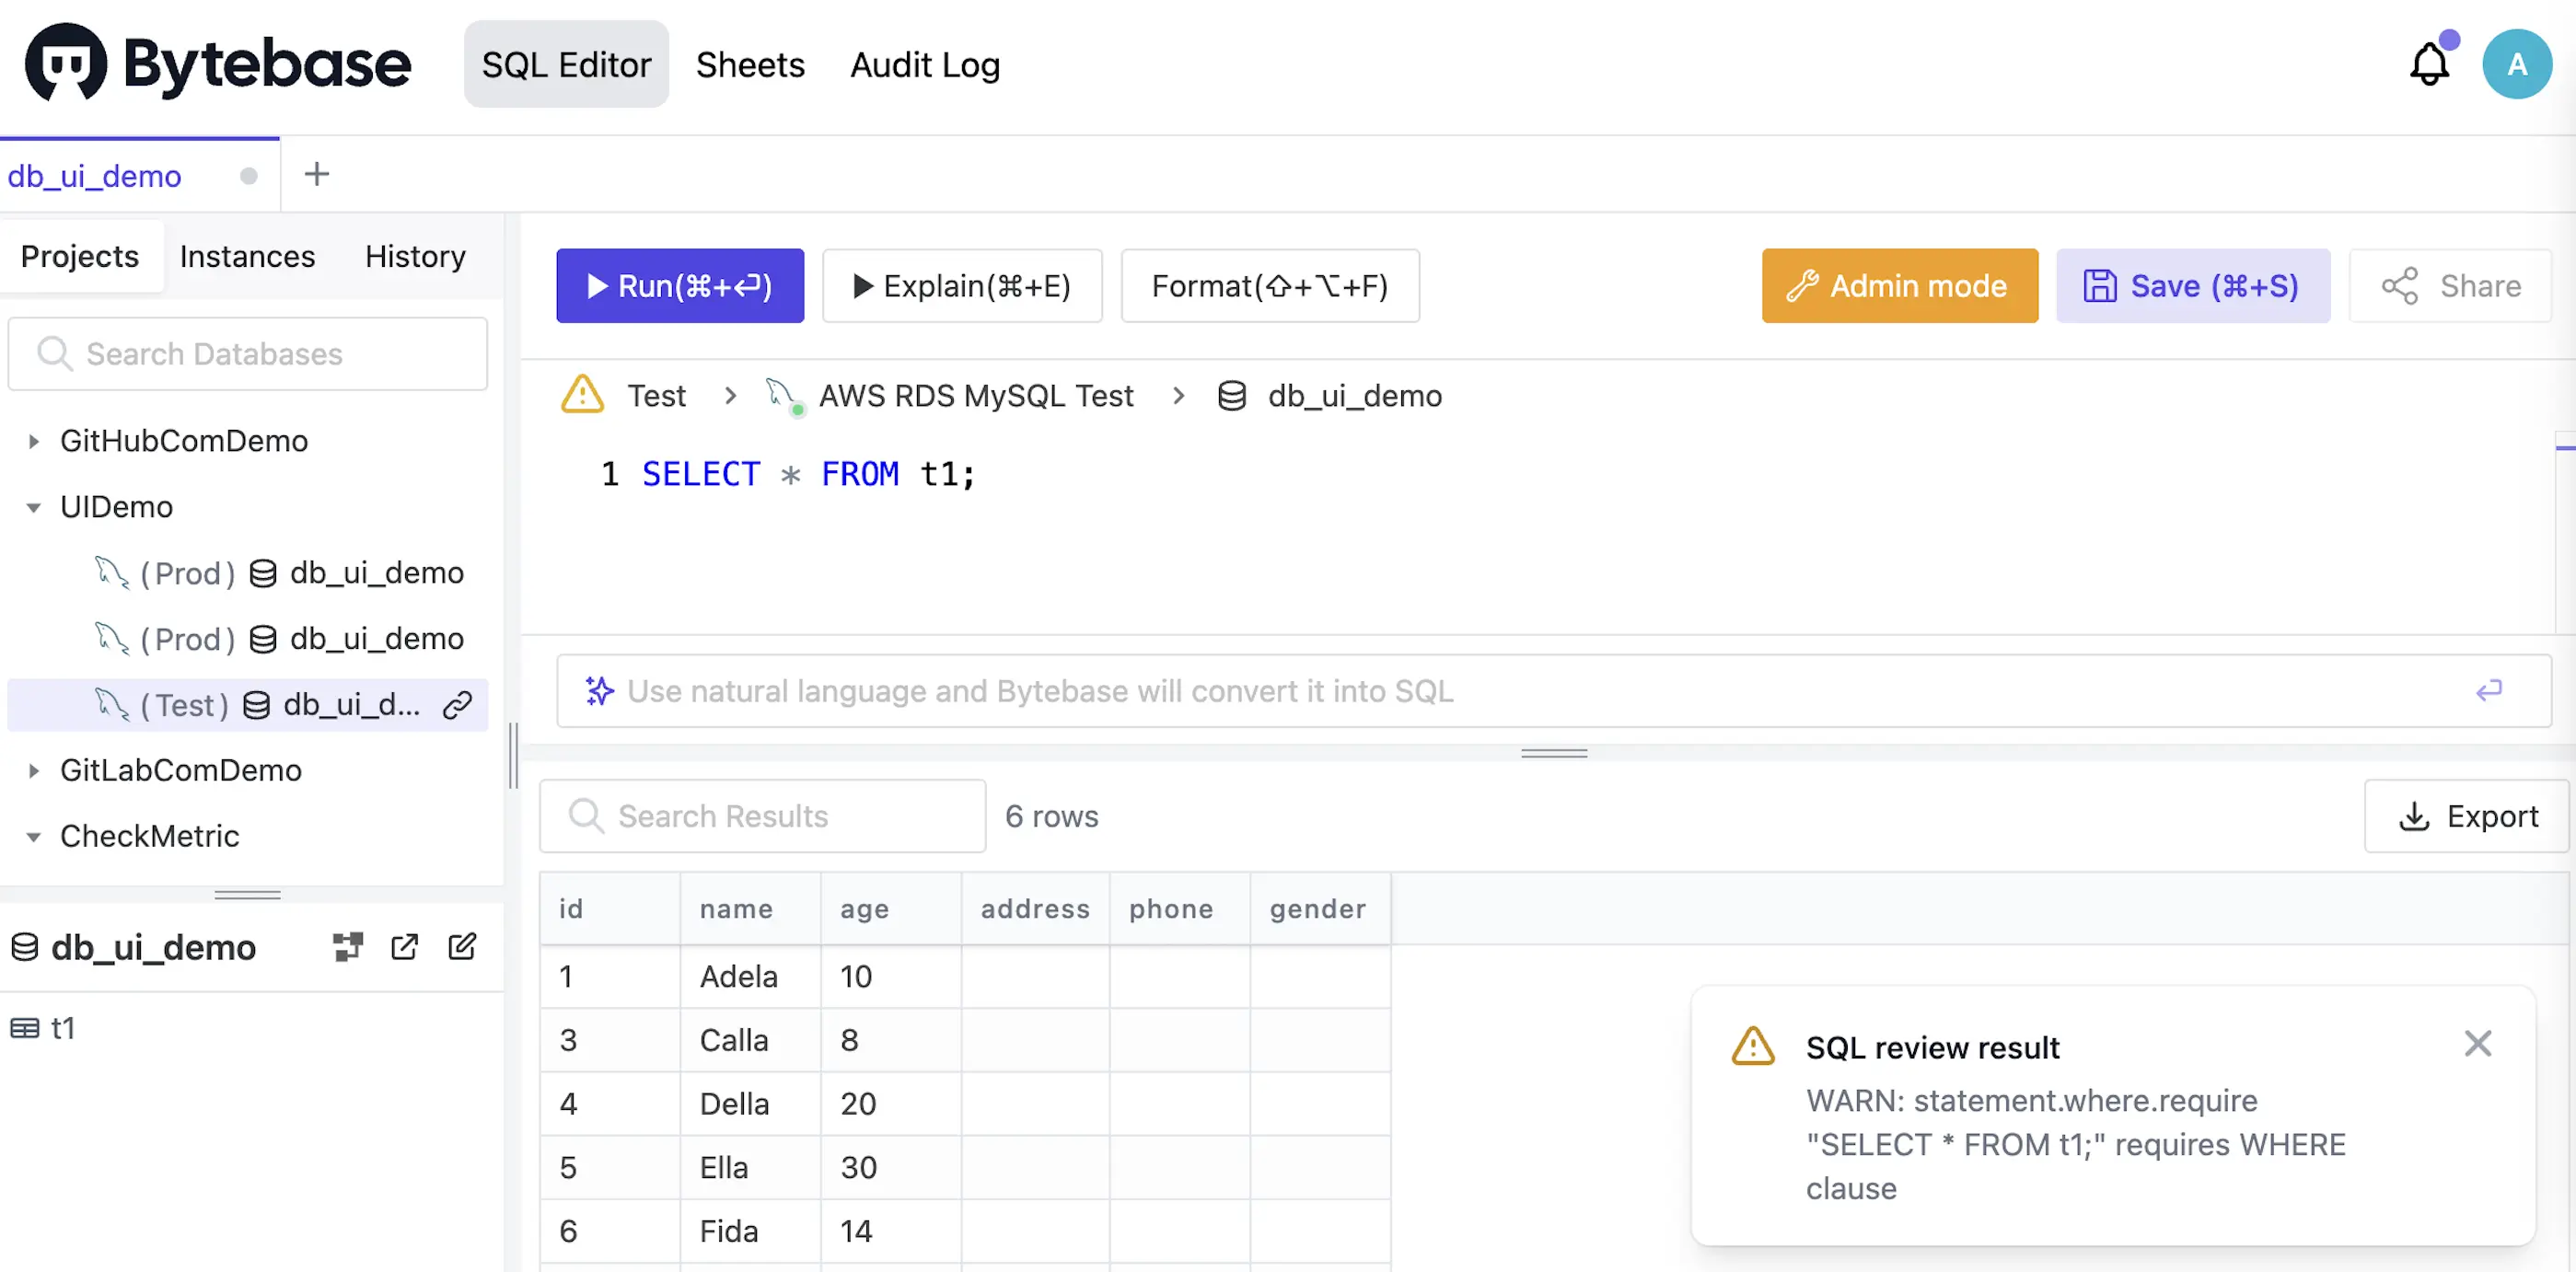 Bytebase SQL Editor Sheets Audit Log A
db_ui_demo +
Projects Instances History
Run(⌘+⏎) Explain(⌘+E) Format(⇧+⌥+F) Admin mode Save (⌘+S) Share
Search Databases
Test > AWS RDS MySQL Test > db_ui_demo
GitHubComDemo
1 SELECT * FROM t1;
UIDemo
(Prod) db_ui_demo
(Prod) db_ui_demo
(Test) db_ui_d...
Use natural language and Bytebase will convert it into SQL
GitLabComDemo
CheckMetric
Search Results 6 rows Export
db_ui_demo
t1
id name age address phone gender
1 Adela 10
3 Calla 8
4 Della 20
5 Ella 30
6 Fida 14
SQL review result
WARN: statement.where.require
"SELECT * FROM t1;" requires WHERE
clause